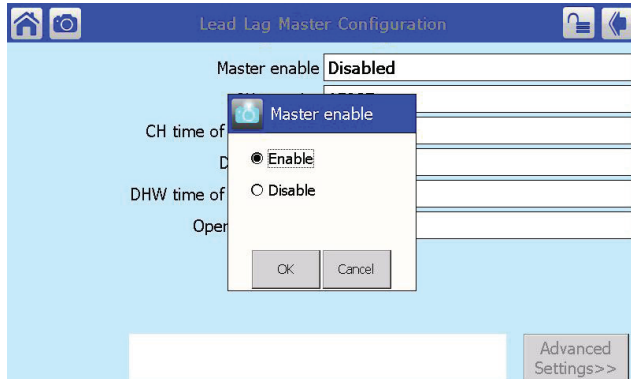 Lead Lag Master Configuration
Master enable Disabled
Master enable
CH time of
Enable
D
Disable
DHW time of
Oper
OK Cancel
Advanced
Settings>>